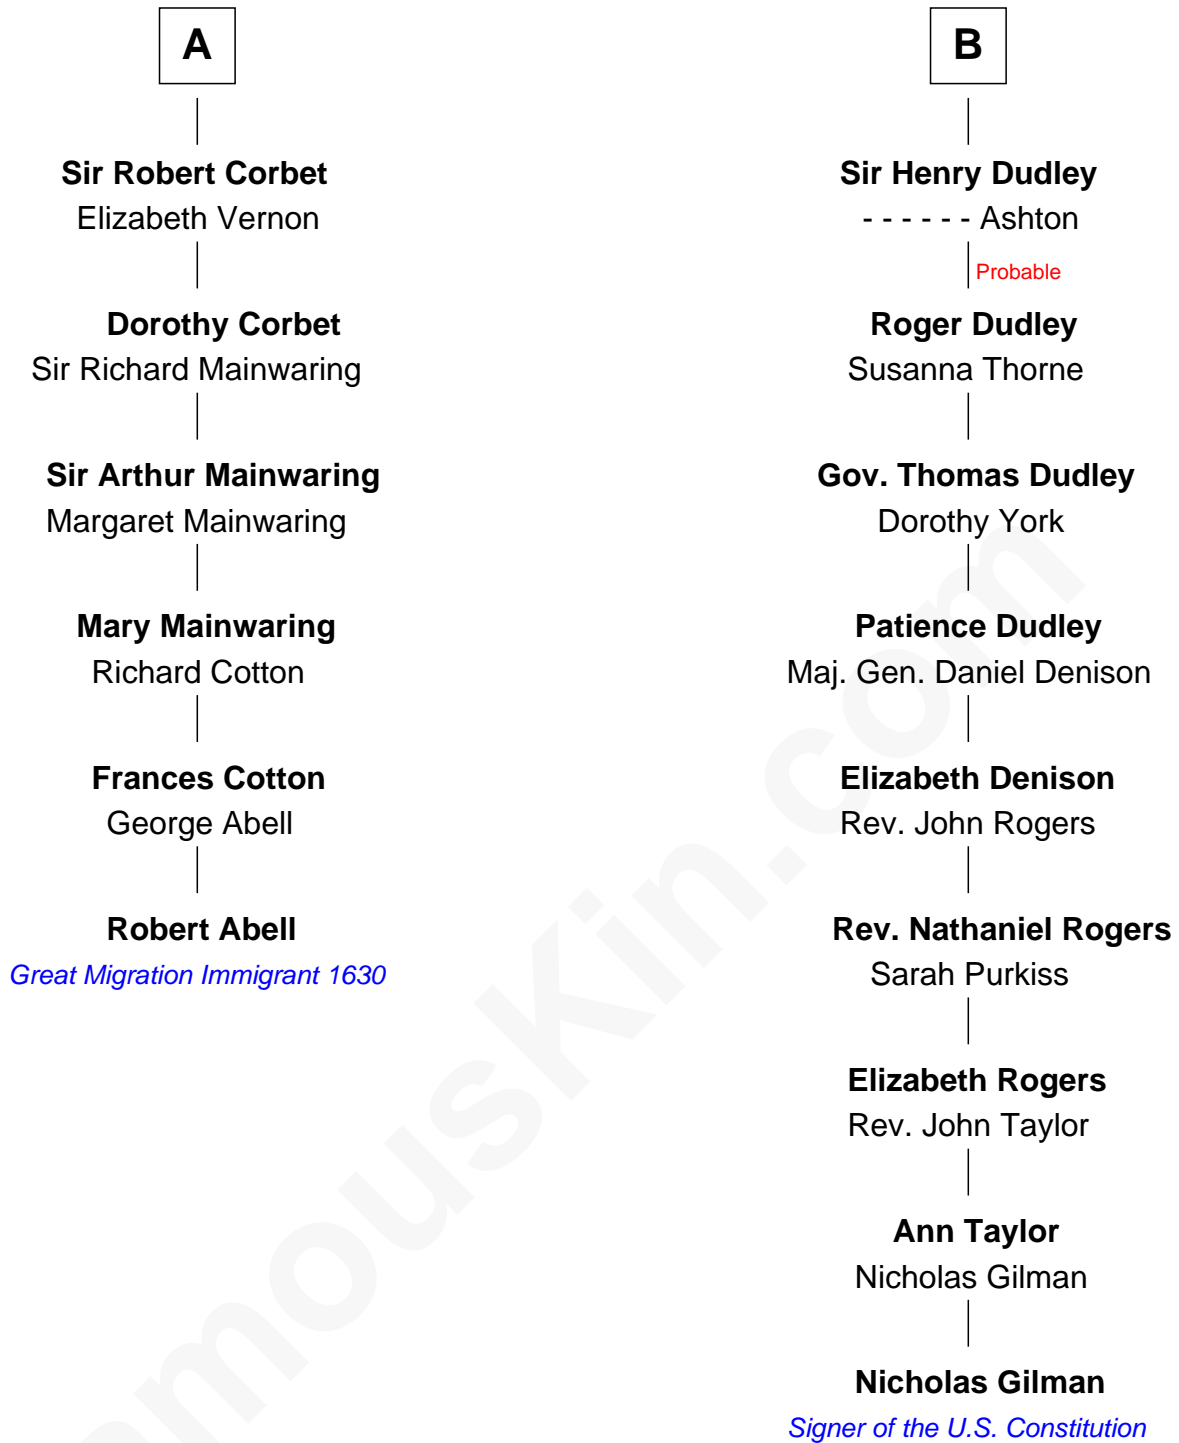 A
Sir Robert Corbet
Elizabeth Vernon
Dorothy Corbet
Sir Richard Mainwaring
Sir Arthur Mainwaring
Margaret Mainwaring
Mary Mainwaring
Richard Cotton
Frances Cotton
George Abell
Robert Abell
Great Migration Immigrant 1630
B
Sir Henry Dudley
- - - - - - Ashton
Probable
Roger Dudley
Susanna Thorne
Gov. Thomas Dudley
Dorothy York
Patience Dudley
Maj. Gen. Daniel Denison
Elizabeth Denison
Rev. John Rogers
Rev. Nathaniel Rogers
Sarah Purkiss
Elizabeth Rogers
Rev. John Taylor
Ann Taylor
Nicholas Gilman
Nicholas Gilman
Signer of the U.S. Constitution
amousKin.com